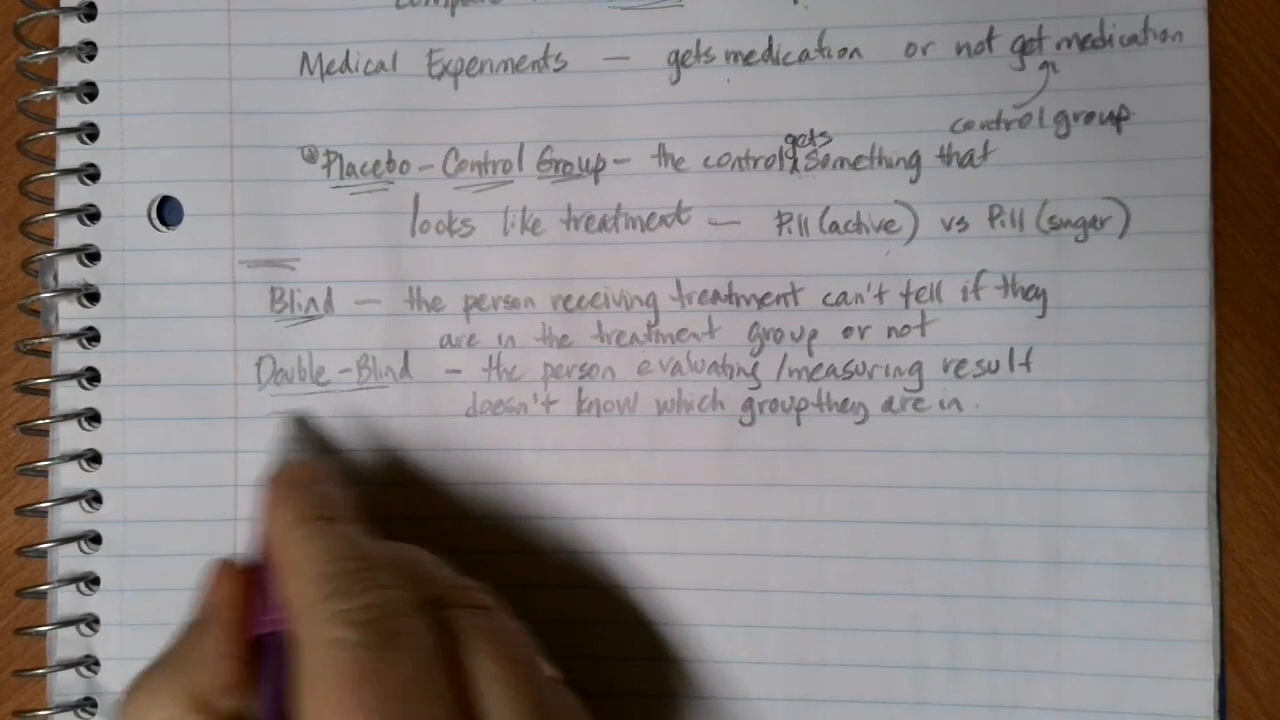 Medical Experiments — gets medication or not get medication
control group
Placebo - Control Group - the control gets something that
looks like treatment — Pill (active) vs Pill (sugar)
Blind — the person receiving treatment can't tell if they
are in the treatment group or not
Double-Blind - the person evaluating /measuring result
doesn't know which group they are in.